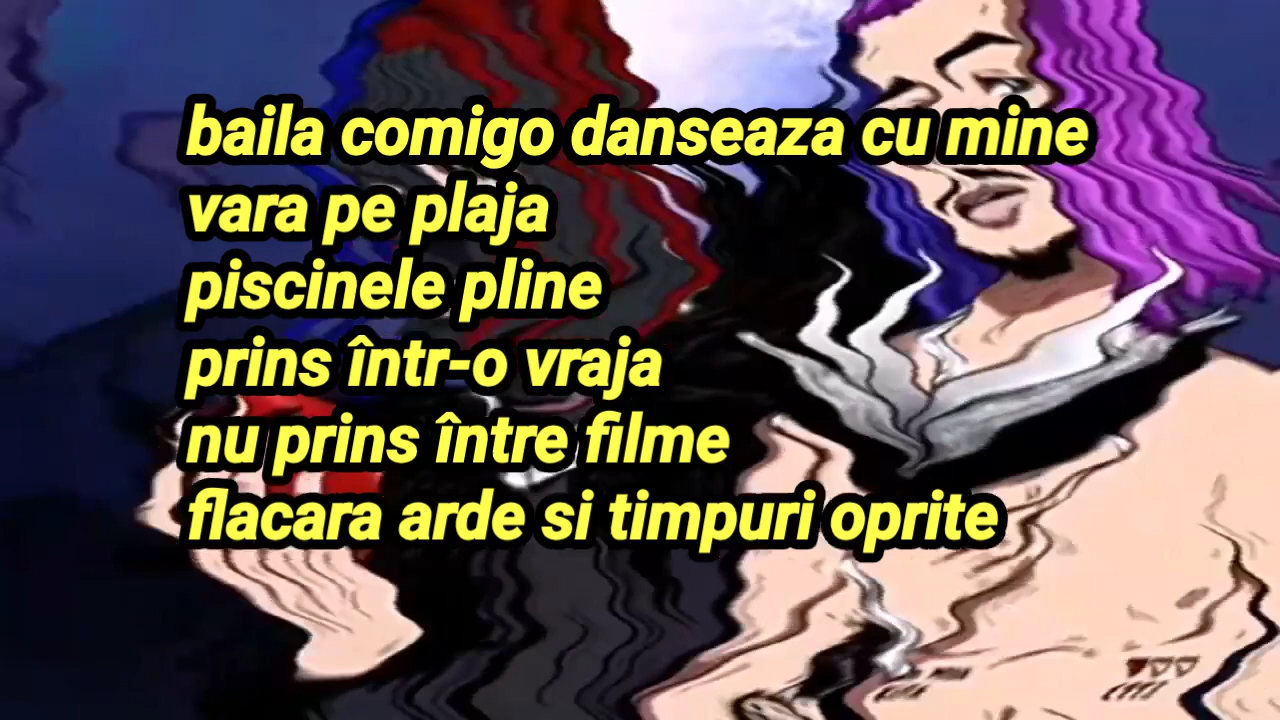 baila comigo danseaza cu mine
vara pe plaja
piscinele pline
prins într-o vraja
nu prins între filme
flacara arde si timpuri oprite